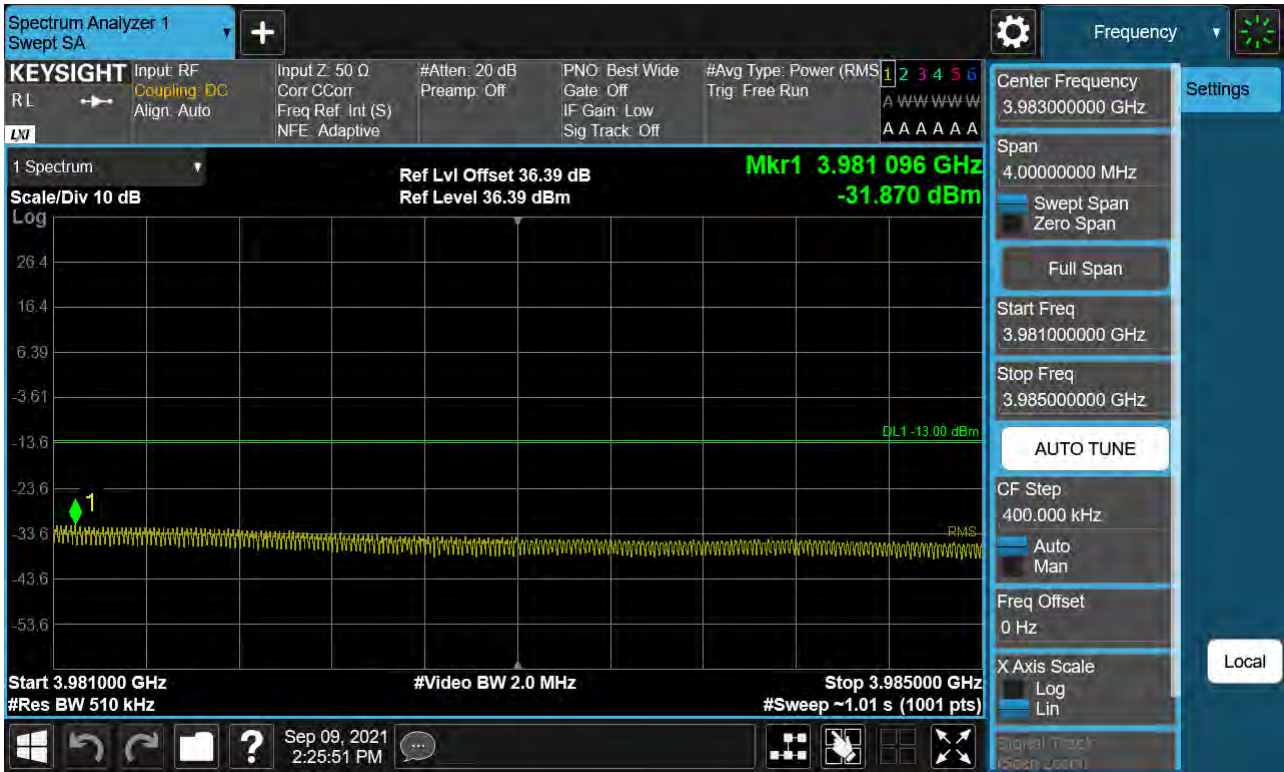 Spectrum Analyzer 1
Swept SA
Frequency
KEYSIGHT
RL
LXI
Input: RF
Coupling: DC
Align: Auto
Input Z: 50 Ω
Corr CCorr
Freq Ref: Int (S)
NFE: Adaptive
#Atten: 20 dB
Preamp: Off
PNO: Best Wide
Gate: Off
IF Gain: Low
Sig Track: Off
#Avg Type: Power (RMS
Trig: Free Run
1 2 3 4 5 6
A W W W W W
A A A A A A
1 Spectrum
Scale/Div 10 dB
Log
Ref Lvl Offset 36.39 dB
Ref Level 36.39 dBm
Mkr1 3.981 096 GHz
-31.870 dBm
26.4
16.4
6.39
-3.61
-13.6
-23.6
-33.6
-43.6
-53.6
DL1 -13.00 dBm
1
RMS
Start 3.981000 GHz
#Res BW 510 kHz
#Video BW 2.0 MHz
Stop 3.985000 GHz
#Sweep ~1.01 s (1001 pts)
Center Frequency
3.983000000 GHz
Settings
Span
4.00000000 MHz
Swept Span
Zero Span
Full Span
Start Freq
3.981000000 GHz
Stop Freq
3.985000000 GHz
AUTO TUNE
CF Step
400.000 kHz
Auto
Man
Freq Offset
0 Hz
X Axis Scale
Log
Lin
Local
Signal Track
(Span Zoom)
?
Sep 09, 2021
2:25:51 PM